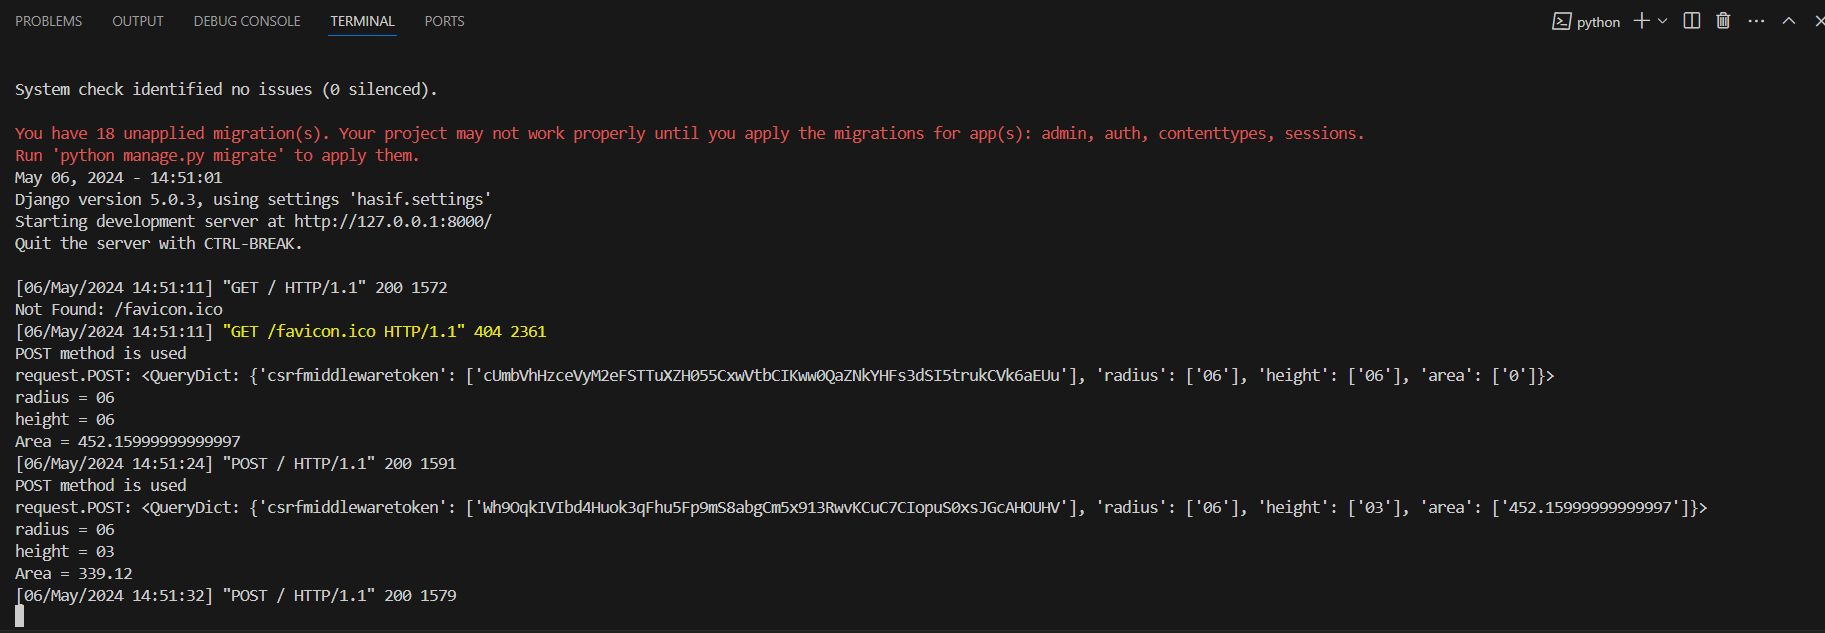 PROBLEMS OUTPUT DEBUG CONSOLE TERMINAL PORTS python
System check identified no issues (0 silenced).
You have 18 unapplied migration(s). Your project may not work properly until you apply the migrations for app(s): admin, auth, contenttypes, sessions.
Run 'python manage.py migrate' to apply them.
May 06, 2024 - 14:51:01
Django version 5.0.3, using settings 'hasif.settings'
Starting development server at http://127.0.0.1:8000/
Quit the server with CTRL-BREAK.
[06/May/2024 14:51:11] "GET / HTTP/1.1" 200 1572
Not Found: /favicon.ico
[06/May/2024 14:51:11] "GET /favicon.ico HTTP/1.1" 404 2361
POST method is used
request.POST: <QueryDict: {'csrfmiddlewaretoken': ['cUmbVhHzceVyM2eFSTTuXZH055CxwVtbCIKww0QaZNkYHFs3dSI5trukCVk6aEUu'], 'radius': ['06'], 'height': ['06'], 'area': ['0']}>
radius = 06
height = 06
Area = 452.15999999999997
[06/May/2024 14:51:24] "POST / HTTP/1.1" 200 1591
POST method is used
request.POST: <QueryDict: {'csrfmiddlewaretoken': ['Wh9OqkIVIbd4Huok3qFhu5Fp9mS8abgCm5x913RwvKCuC7CIopuS0xsJGcAHOUHV'], 'radius': ['06'], 'height': ['03'], 'area': ['452.15999999999997']}>
radius = 06
height = 03
Area = 339.12
[06/May/2024 14:51:32] "POST / HTTP/1.1" 200 1579